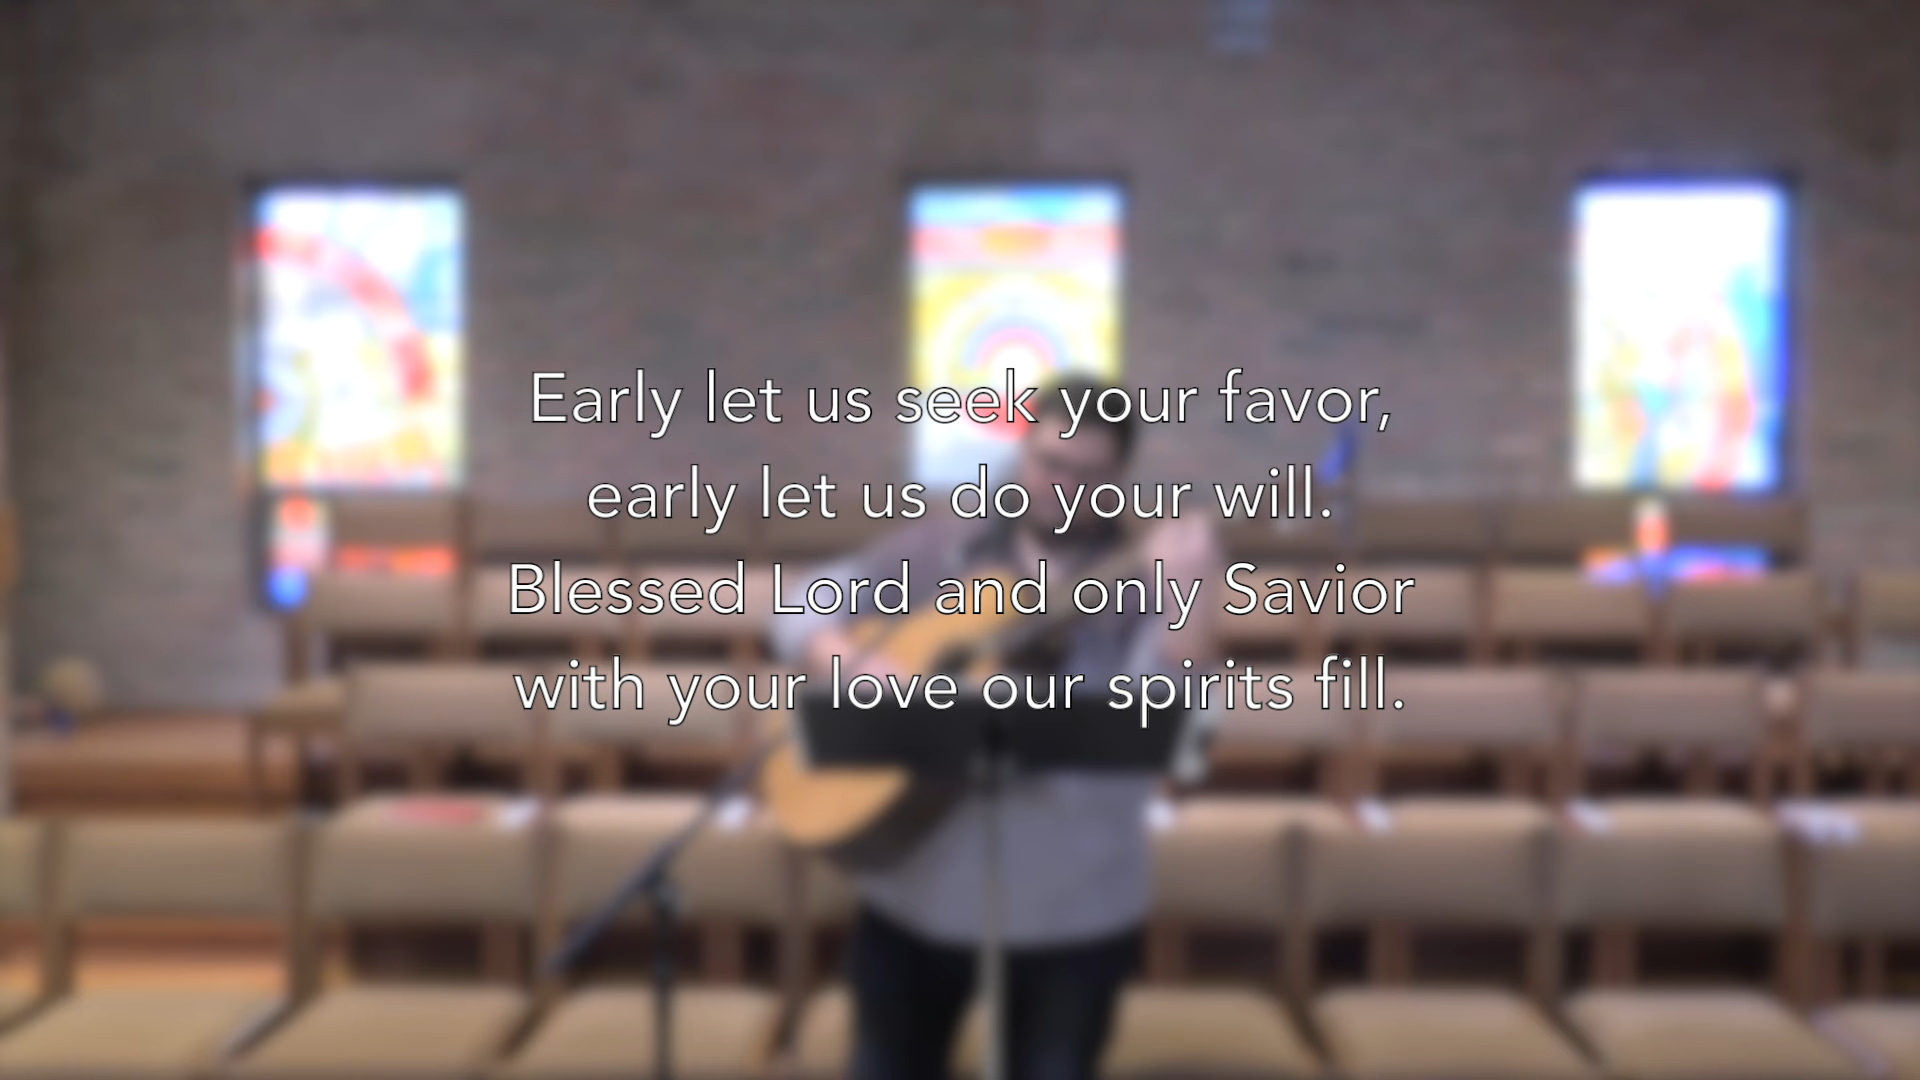 Early let us seek your favor,
early let us do your will.
Blessed Lord and only Savior
with your love our spirits fill.